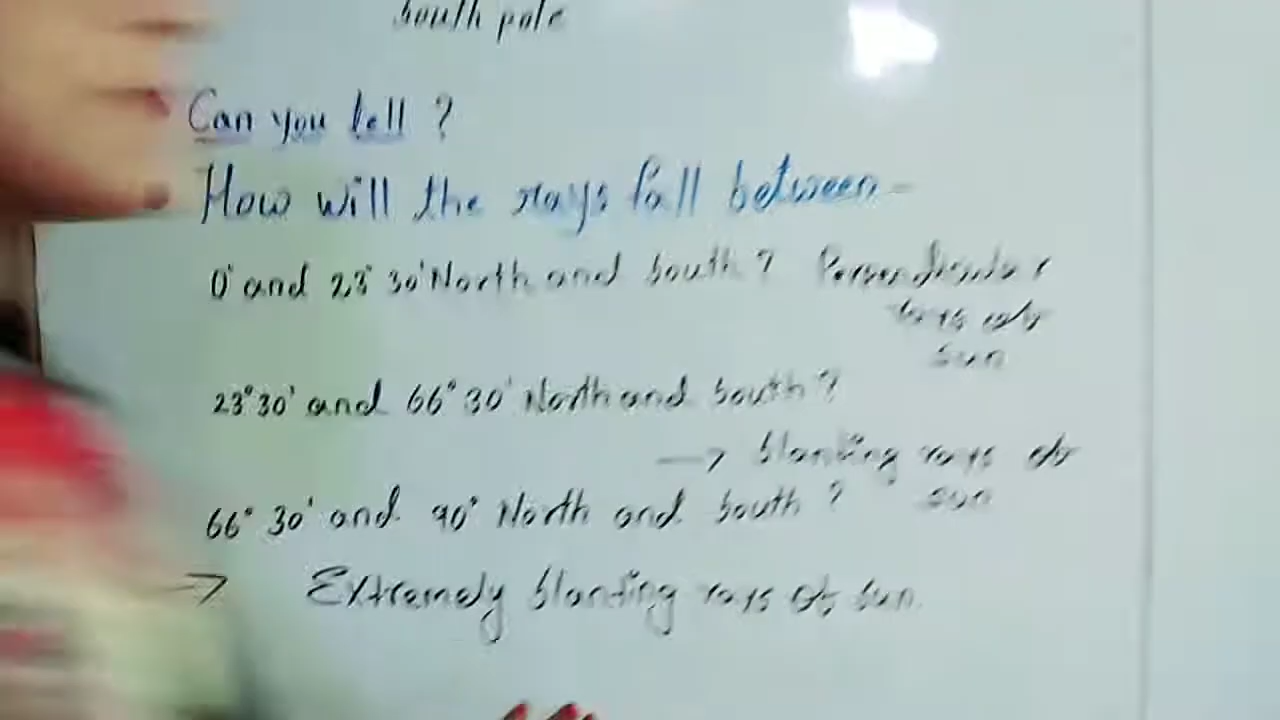 South pole
Can you tell ?
How will the rays fall between -
0° and 23° 30' North and South ? Perpendicular
rays of
sun
23°30' and 66° 30' North and South ?
→ Slanting rays of
sun
66° 30' and 90° North and South ?
→ Extremely Slanting rays of sun